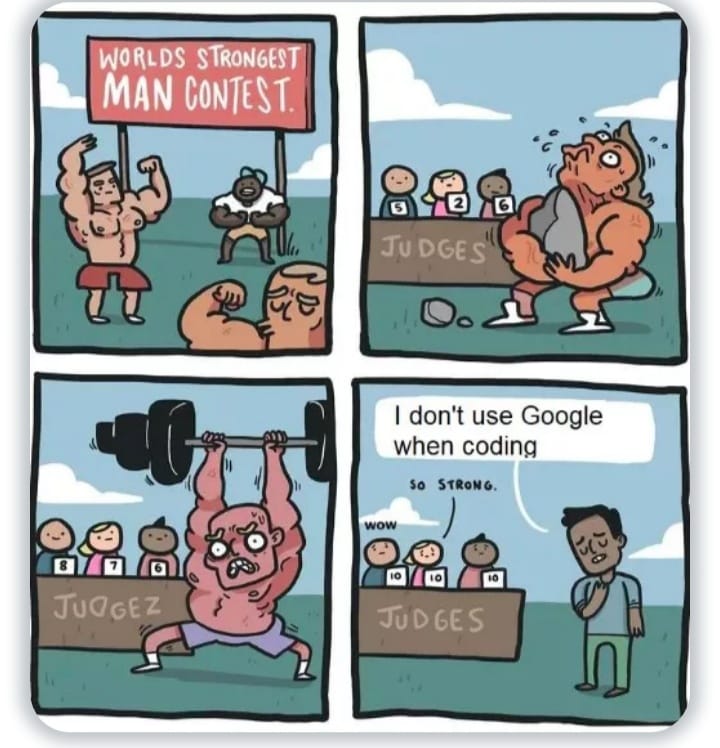 WORLDS STRONGEST
MAN CONTEST.
5
2
6
JUDGES
8
7
6
JUDGEZ
I don't use Google
when coding
SO STRONG.
WOW
10
10
10
JUDGES